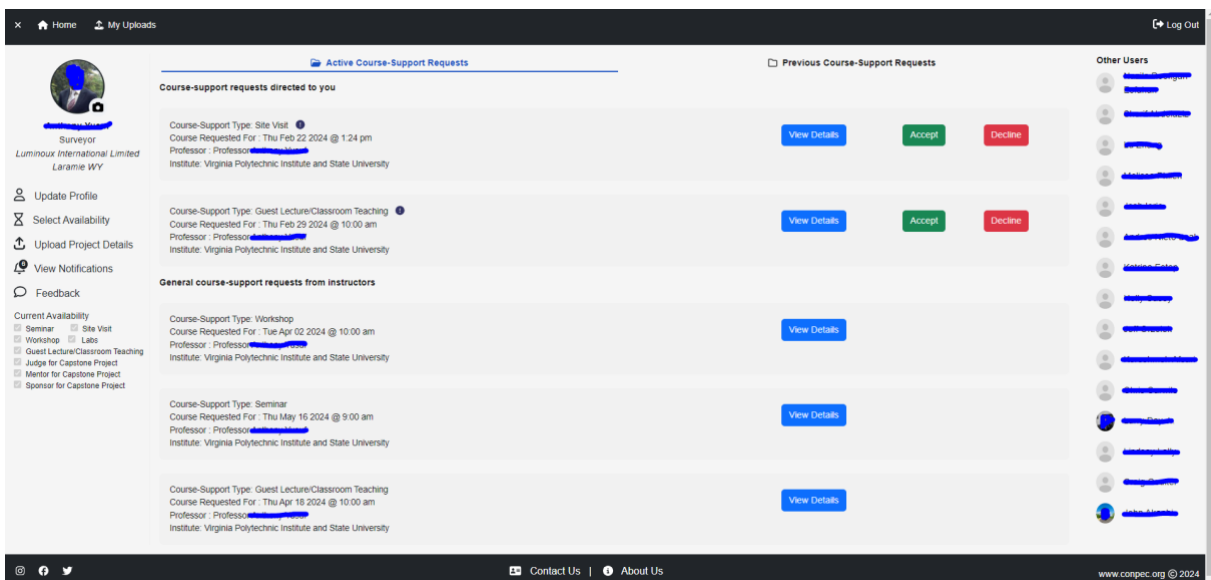 × Home My Uploads Log Out
Surveyor
Luminoux International Limited
Laramie WY
Update Profile
Select Availability
Upload Project Details
View Notifications
Feedback
Current Availability
Seminar Site Visit
Workshop Labs
Guest Lecture/Classroom Teaching
Judge for Capstone Project
Mentor for Capstone Project
Sponsor for Capstone Project
Active Course-Support Requests Previous Course-Support Requests
Course-support requests directed to you
Course-Support Type: Site Visit
Course Requested For : Thu Feb 22 2024 @ 1:24 pm
Professor : Professor
Institute: Virginia Polytechnic Institute and State University
View Details Accept Decline
Course-Support Type: Guest Lecture/Classroom Teaching
Course Requested For : Thu Feb 29 2024 @ 10:00 am
Professor : Professor
Institute: Virginia Polytechnic Institute and State University
View Details Accept Decline
General course-support requests from instructors
Course-Support Type: Workshop
Course Requested For : Tue Apr 02 2024 @ 10:00 am
Professor : Professor
Institute: Virginia Polytechnic Institute and State University
View Details
Course-Support Type: Seminar
Course Requested For : Thu May 16 2024 @ 9:00 am
Professor : Professor
Institute: Virginia Polytechnic Institute and State University
View Details
Course-Support Type: Guest Lecture/Classroom Teaching
Course Requested For : Thu Apr 18 2024 @ 10:00 am
Professor : Professor
Institute: Virginia Polytechnic Institute and State University
View Details
Other Users
Contact Us | About Us
www.conpec.org © 2024